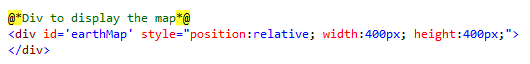 @*Div to display the map*@
<div id='earthMap' style="position:relative; width:400px; height:400px;">
</div>